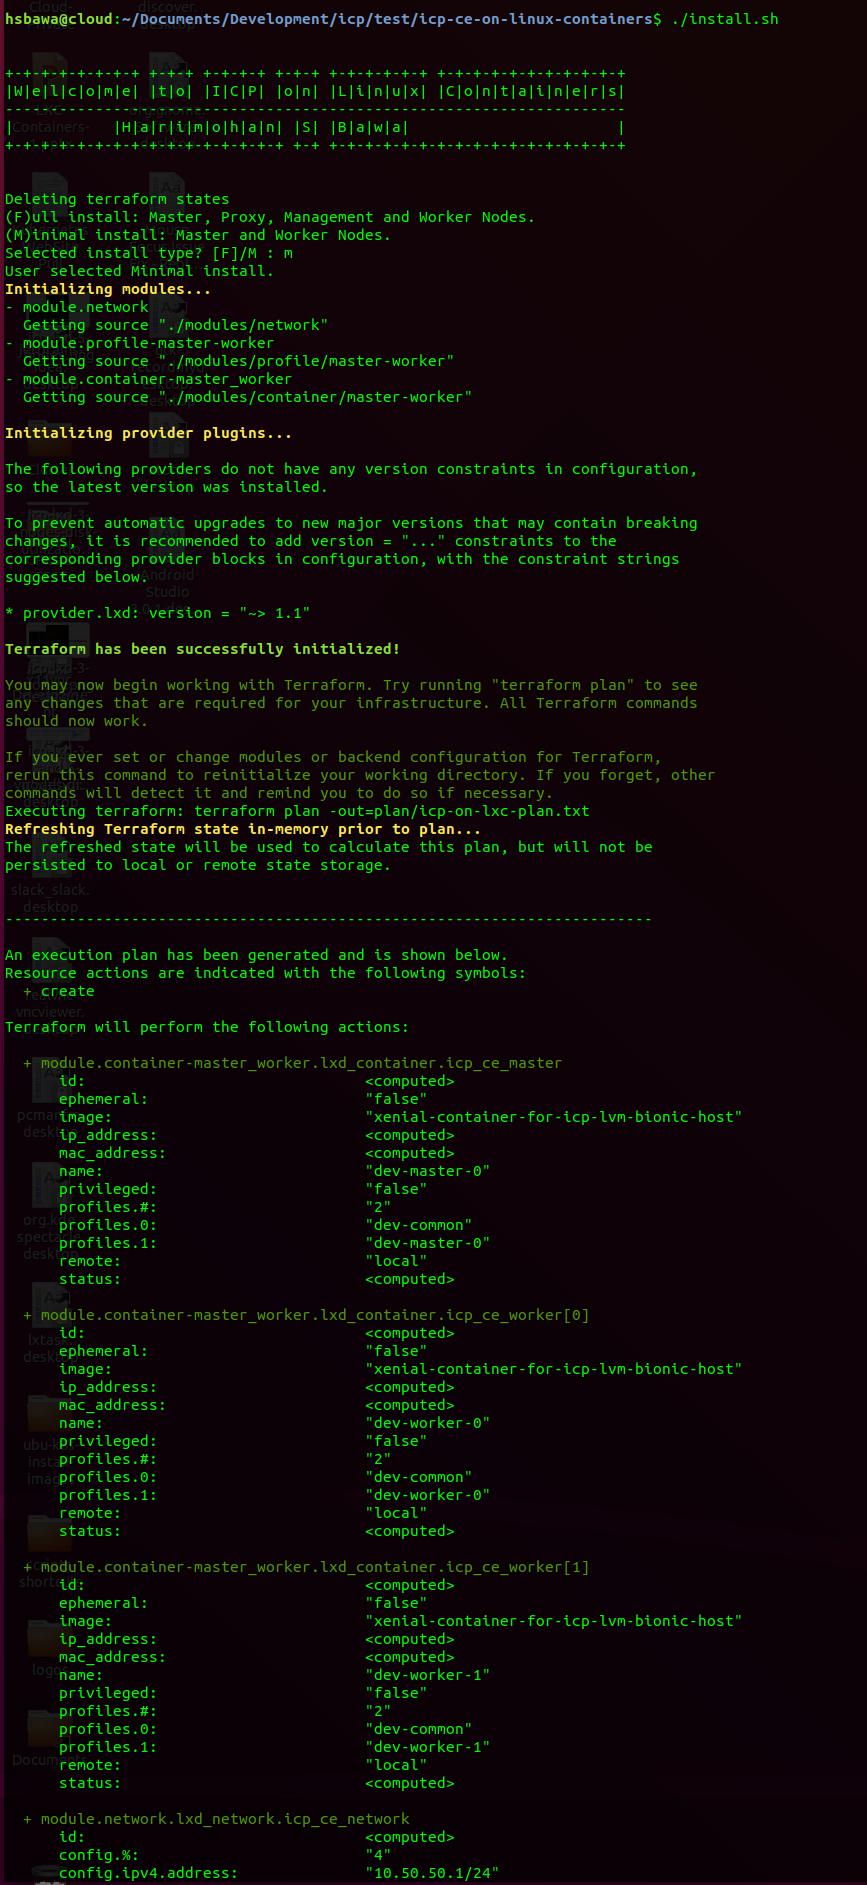 hsbawa@cloud:~/Documents/Development/icp/test/icp-ce-on-linux-containers$ ./install.sh
+-+-+-+-+-+-+-+ +-+-+ +-+-+-+ +-+-+ +-+-+-+-+-+ +-+-+-+-+-+-+-+-+-+-+
|W|e|l|c|o|m|e| |t|o| |I|C|P| |o|n| |L|i|n|u|x| |C|o|n|t|a|i|n|e|r|s|
---------------------------------------------------------------------
|           |H|a|r|i|m|o|h|a|n| |S| |B|a|w|a|                       |
+-+-+-+-+-+-+-+-+-+-+-+-+-+-+-+ +-+ +-+-+-+-+-+-+-+-+-+-+-+-+-+-+-+-+
Deleting terraform states
(F)ull install: Master, Proxy, Management and Worker Nodes.
(M)inimal install: Master and Worker Nodes.
Selected install type? [F]/M : m
User selected Minimal install.
Initializing modules...
- module.network
  Getting source "./modules/network"
- module.profile-master-worker
  Getting source "./modules/profile/master-worker"
- module.container-master_worker
  Getting source "./modules/container/master-worker"
Initializing provider plugins...
The following providers do not have any version constraints in configuration,
so the latest version was installed.
To prevent automatic upgrades to new major versions that may contain breaking
changes, it is recommended to add version = "..." constraints to the
corresponding provider blocks in configuration, with the constraint strings
suggested below.
* provider.lxd: version = "~> 1.1"
Terraform has been successfully initialized!
You may now begin working with Terraform. Try running "terraform plan" to see
any changes that are required for your infrastructure. All Terraform commands
should now work.
If you ever set or change modules or backend configuration for Terraform,
rerun this command to reinitialize your working directory. If you forget, other
commands will detect it and remind you to do so if necessary.
Executing terraform: terraform plan -out=plan/icp-on-lxc-plan.txt
Refreshing Terraform state in-memory prior to plan...
The refreshed state will be used to calculate this plan, but will not be
persisted to local or remote state storage.
------------------------------------------------------------------------
An execution plan has been generated and is shown below.
Resource actions are indicated with the following symbols:
  + create
Terraform will perform the following actions:
  + module.container-master_worker.lxd_container.icp_ce_master
      id:                               <computed>
      ephemeral:                        "false"
      image:                            "xenial-container-for-icp-lvm-bionic-host"
      ip_address:                       <computed>
      mac_address:                      <computed>
      name:                             "dev-master-0"
      privileged:                       "false"
      profiles.#:                       "2"
      profiles.0:                       "dev-common"
      profiles.1:                       "dev-master-0"
      remote:                           "local"
      status:                           <computed>
  + module.container-master_worker.lxd_container.icp_ce_worker[0]
      id:                               <computed>
      ephemeral:                        "false"
      image:                            "xenial-container-for-icp-lvm-bionic-host"
      ip_address:                       <computed>
      mac_address:                      <computed>
      name:                             "dev-worker-0"
      privileged:                       "false"
      profiles.#:                       "2"
      profiles.0:                       "dev-common"
      profiles.1:                       "dev-worker-0"
      remote:                           "local"
      status:                           <computed>
  + module.container-master_worker.lxd_container.icp_ce_worker[1]
      id:                               <computed>
      ephemeral:                        "false"
      image:                            "xenial-container-for-icp-lvm-bionic-host"
      ip_address:                       <computed>
      mac_address:                      <computed>
      name:                             "dev-worker-1"
      privileged:                       "false"
      profiles.#:                       "2"
      profiles.0:                       "dev-common"
      profiles.1:                       "dev-worker-1"
      remote:                           "local"
      status:                           <computed>
  + module.network.lxd_network.icp_ce_network
      id:                               <computed>
      config.%:                         "4"
      config.ipv4.address:              "10.50.50.1/24"